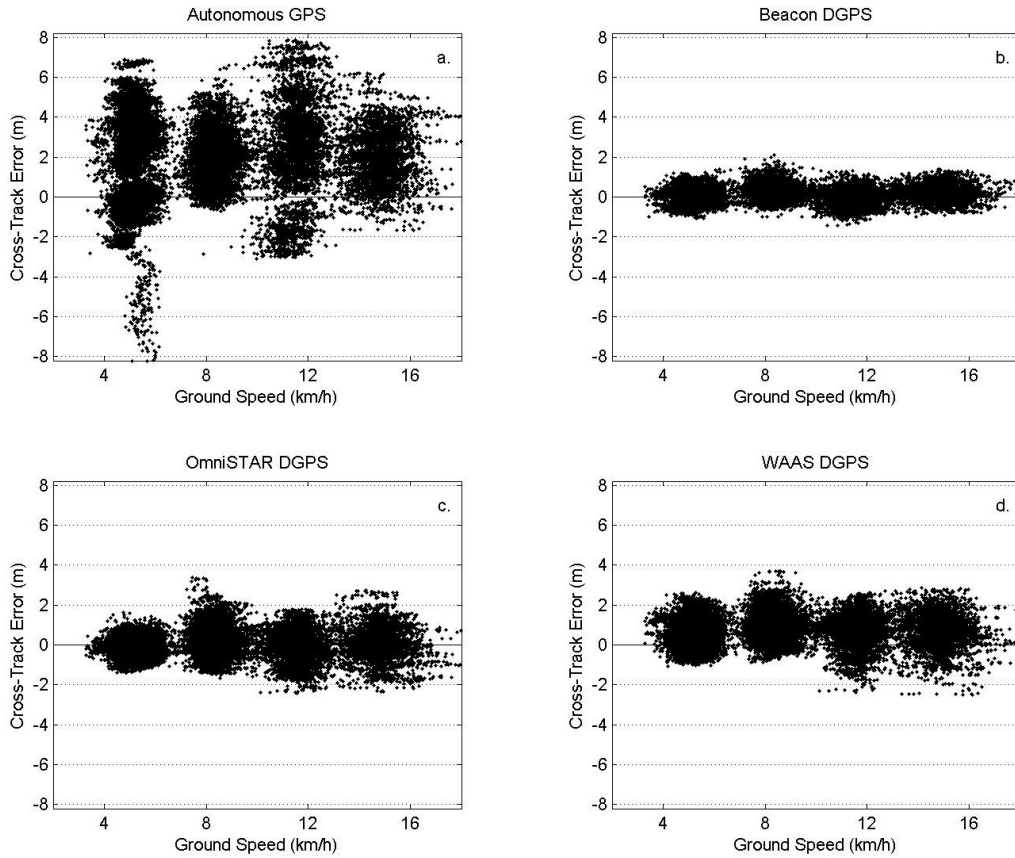 Autonomous GPS
a.
8
6
4
2
0
-2
-4
-6
-8
Cross-Track Error (m)
4 8 12 16
Ground Speed (km/h)
Beacon DGPS
b.
8
6
4
2
0
-2
-4
-6
-8
Cross-Track Error (m)
4 8 12 16
Ground Speed (km/h)
OmniSTAR DGPS
c.
8
6
4
2
0
-2
-4
-6
-8
Cross-Track Error (m)
4 8 12 16
Ground Speed (km/h)
WAAS DGPS
d.
8
6
4
2
0
-2
-4
-6
-8
Cross-Track Error (m)
4 8 12 16
Ground Speed (km/h)